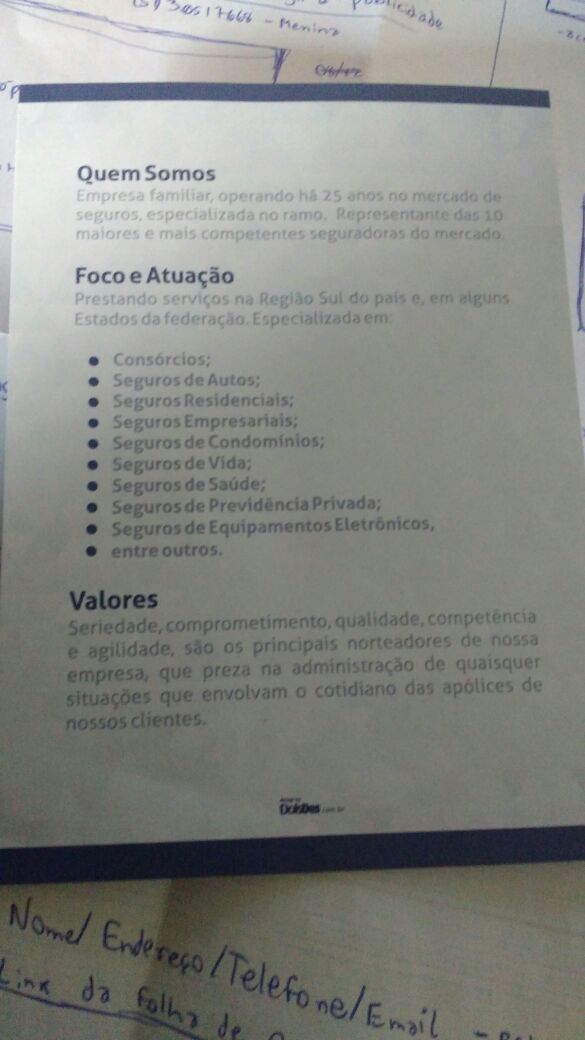 30517666 - Menina
publicidade
Quem Somos
Empresa familiar, operando há 25 anos no mercado de
seguros, especializada no ramo. Representante das 10
maiores e mais competentes seguradoras do mercado.
Foco e Atuação
Prestando serviços na Região Sul do país e, em alguns
Estados da federação. Especializada em:
● Consórcios;
● Seguros de Autos;
● Seguros Residenciais;
● Seguros Empresariais;
● Seguros de Condomínios;
● Seguros de Vida;
● Seguros de Saúde;
● Seguros de Previdência Privada;
● Seguros de Equipamentos Eletrônicos,
● entre outros.
Valores
Seriedade, comprometimento, qualidade, competência
e agilidade, são os principais norteadores de nossa
empresa, que preza na administração de quaisquer
situações que envolvam o cotidiano das apólices de
nossos clientes.
Nome/ Endereço/Telefone/Email -
Link da folha de